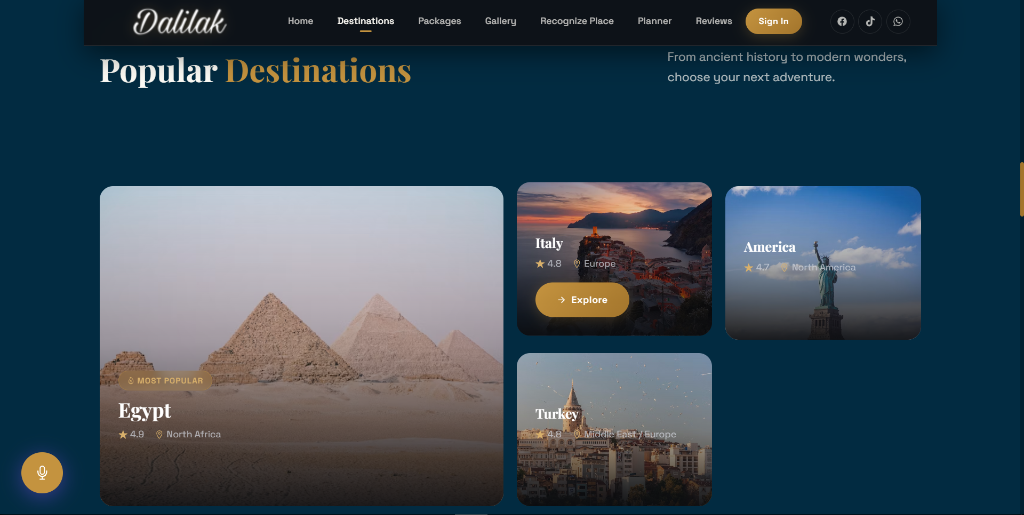 Dalilak
Home Destinations Packages Gallery Recognize Place Planner Reviews Sign In
Popular Destinations
From ancient history to modern wonders,
choose your next adventure.
MOST POPULAR
Egypt
4.9 North Africa
Italy
4.8 Europe
Explore
America
4.7 North America
Turkey
4.8 Middle East / Europe